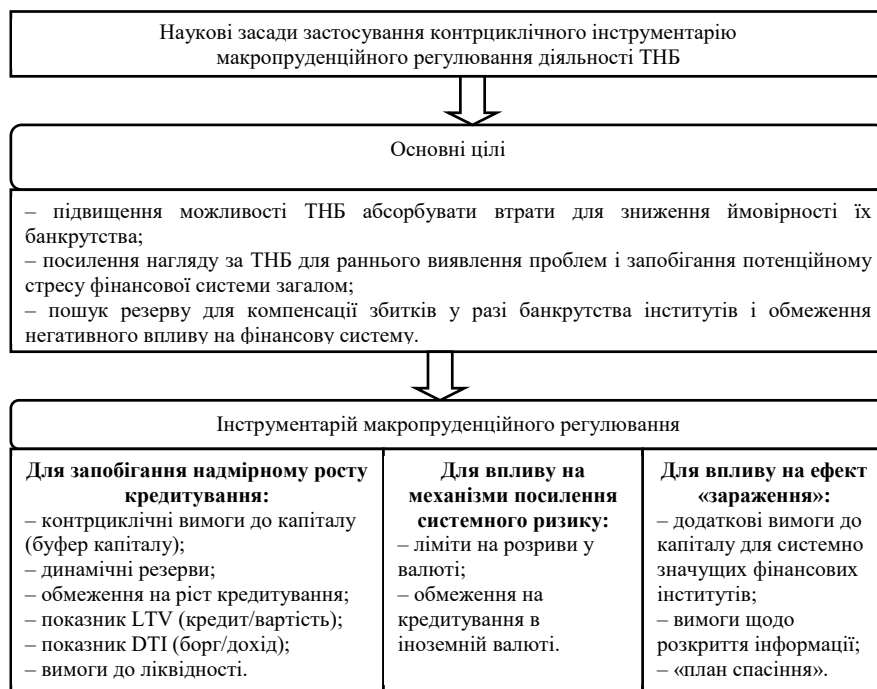 Наукові засади застосування контрциклічного інструментарію
макропруденційного регулювання діяльності ТНБ
Основні цілі
– підвищення можливості ТНБ абсорбувати втрати для зниження ймовірності їх
банкрутства;
– посилення нагляду за ТНБ для раннього виявлення проблем і запобігання потенційному
стресу фінансової системи загалом;
– пошук резерву для компенсації збитків у разі банкрутства інститутів і обмеження
негативного впливу на фінансову систему.
Інструментарій макропруденційного регулювання
Для запобігання надмірному росту
кредитування:
– контрциклічні вимоги до капіталу
(буфер капіталу);
– динамічні резерви;
– обмеження на ріст кредитування;
– показник LTV (кредит/вартість);
– показник DTI (борг/дохід);
– вимоги до ліквідності.
Для впливу на
механізми посилення
системного ризику:
– ліміти на розриви у
валюті;
– обмеження на
кредитування в
іноземній валюті.
Для впливу на ефект
«зараження»:
– додаткові вимоги до
капіталу для системно
значущих фінансових
інститутів;
– вимоги щодо
розкриття інформації;
– «план спасіння».